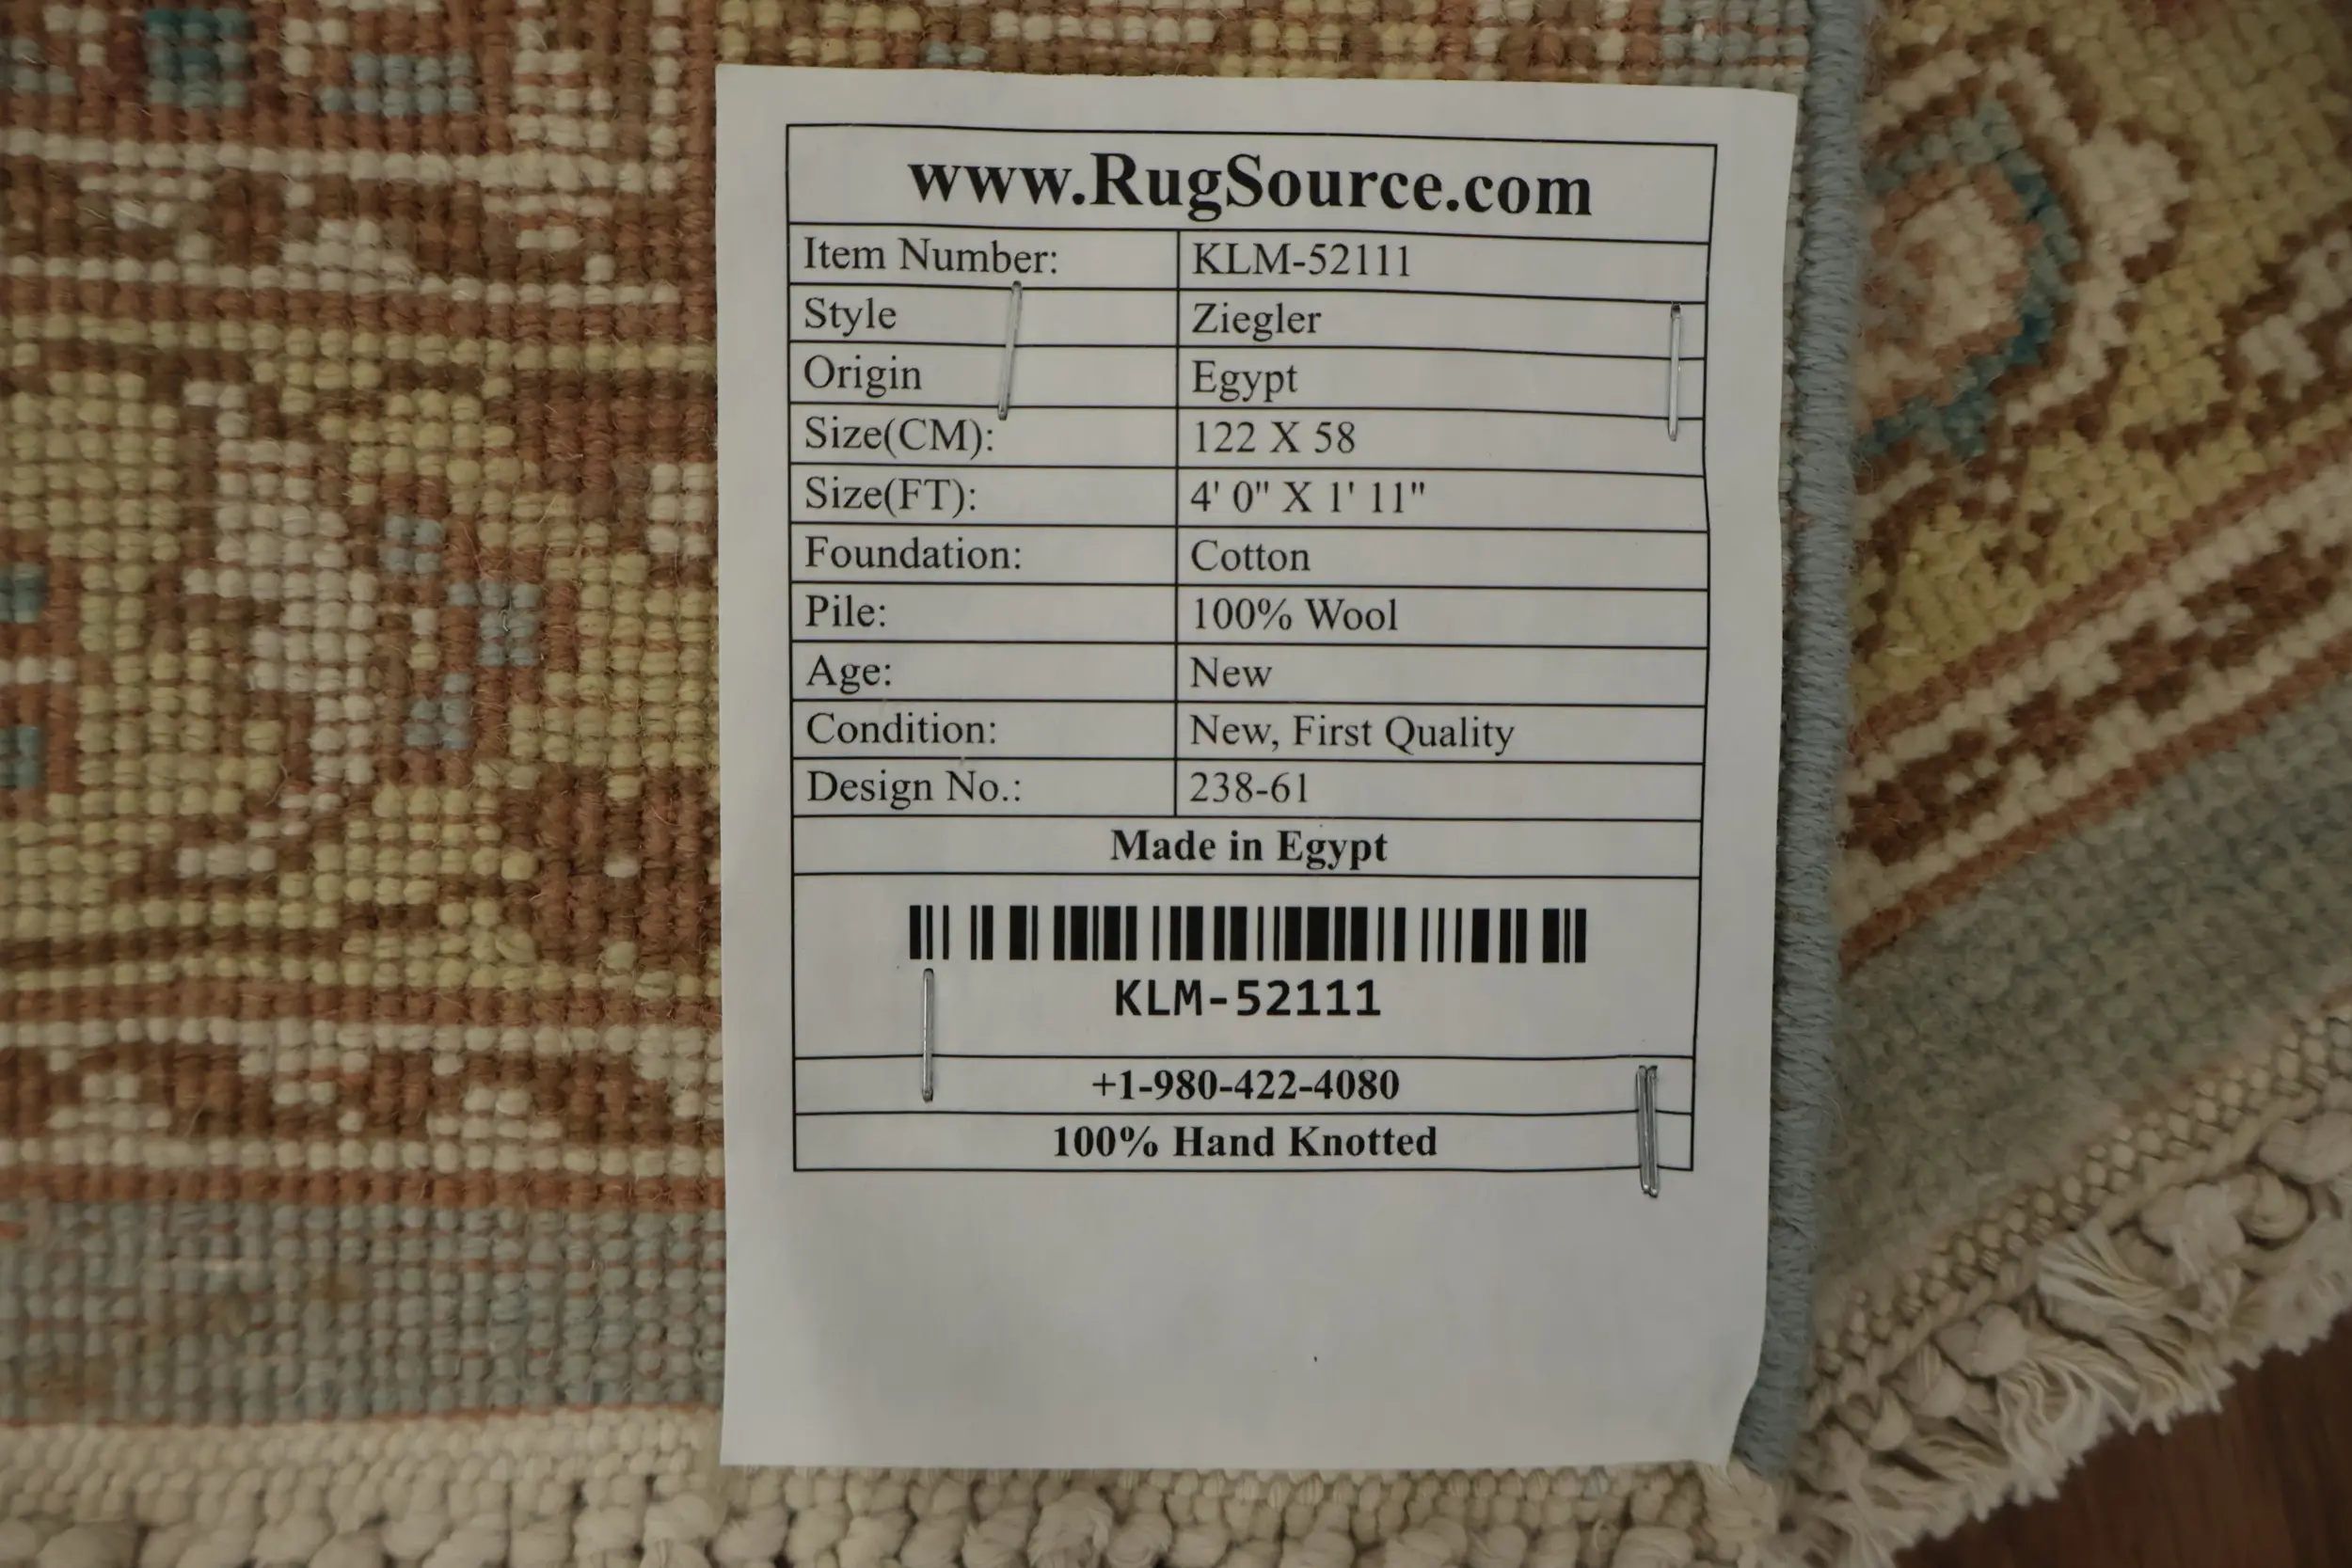 www.RugSource.com
Item Number: KLM-52111
Style Ziegler
Origin Egypt
Size(CM): 122 X 58
Size(FT): 4' 0" X 1' 11"
Foundation: Cotton
Pile: 100% Wool
Age: New
Condition: New, First Quality
Design No.: 238-61
Made in Egypt
KLM-52111
+1-980-422-4080
100% Hand Knotted